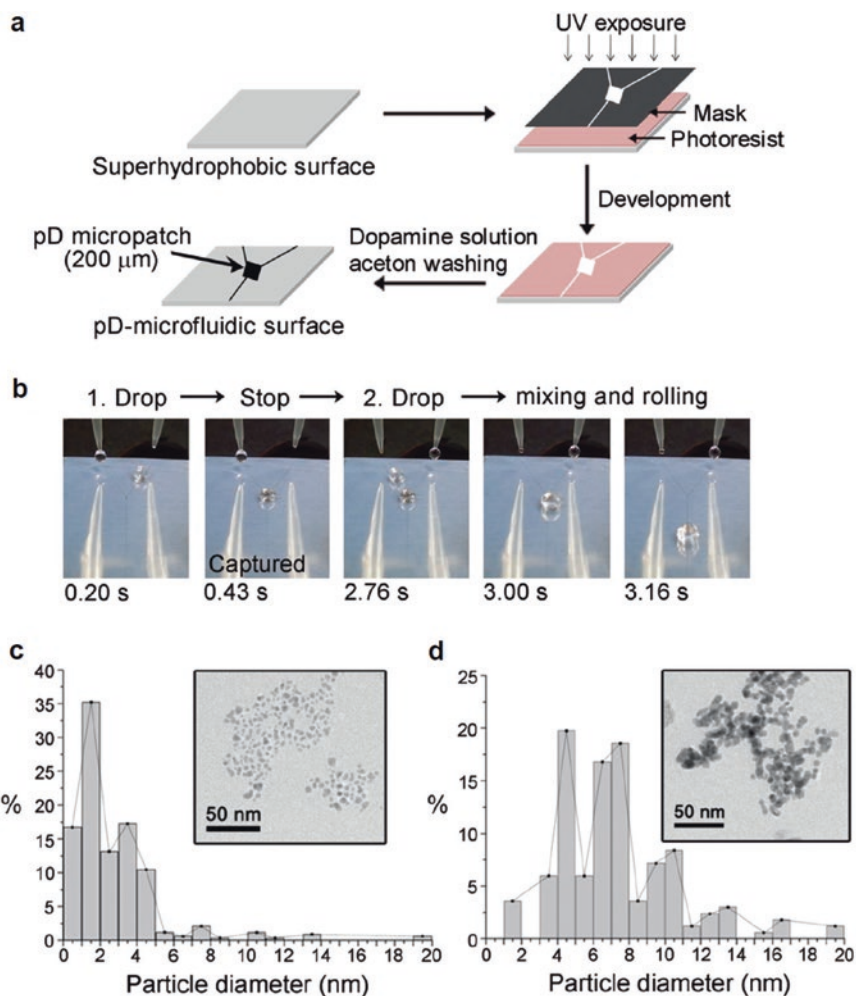 a
UV exposure
Mask
Photoresist
Superhydrophobic surface
Development
pD micropatch
(200 μm)
Dopamine solution
aceton washing
pD-microfluidic surface
b
1. Drop → Stop → 2. Drop → mixing and rolling
Captured
0.20 s
0.43 s
2.76 s
3.00 s
3.16 s
c
40
35
30
25
%
20
15
10
5
0
0 2 4 6 8 10 12 14 16 18 20
Particle diameter (nm)
50 nm
d
25
20
%
15
10
5
0
0 2 4 6 8 10 12 14 16 18 20
Particle diameter (nm)
50 nm